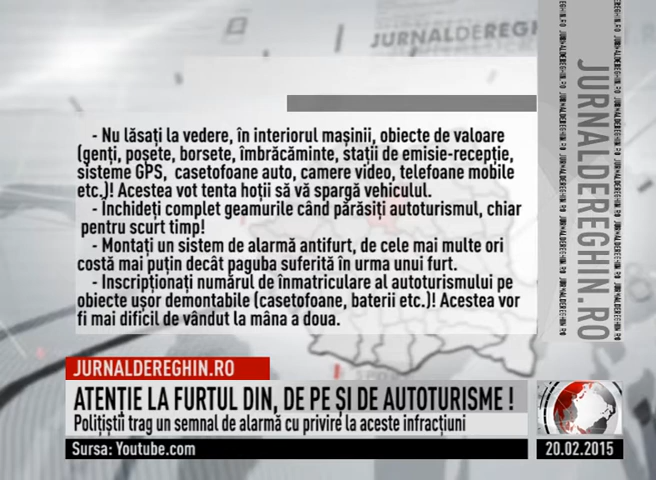 JURNALDEREGHI
- Nu lăsați la vedere, în interiorul mașinii, obiecte de valoare
(genți, poșete, borsete, îmbrăcăminte, stații de emisie-recepție,
sisteme GPS, casetofoane auto, camere video, telefoane mobile
etc.)! Acestea vot tenta hoții să vă spargă vehiculul.
- Închideți complet geamurile când părăsiți autoturismul, chiar
pentru scurt timp!
- Montați un sistem de alarmă antifurt, de cele mai multe ori
costă mai puțin decât paguba suferită în urma unui furt.
- Inscripționați numărul de înmatriculare al autoturismului pe
obiecte ușor demontabile (casetofoane, baterii etc.)! Acestea vor
fi mai dificil de vândut la mâna a doua.
JURNALDEREGHIN.RO
JURNALDEREGHIN.RO
ATENȚIE LA FURTUL DIN, DE PE ȘI DE AUTOTURISME !
Polițiștii trag un semnal de alarmă cu privire la aceste infracțiuni
Sursa: Youtube.com
20.02.2015